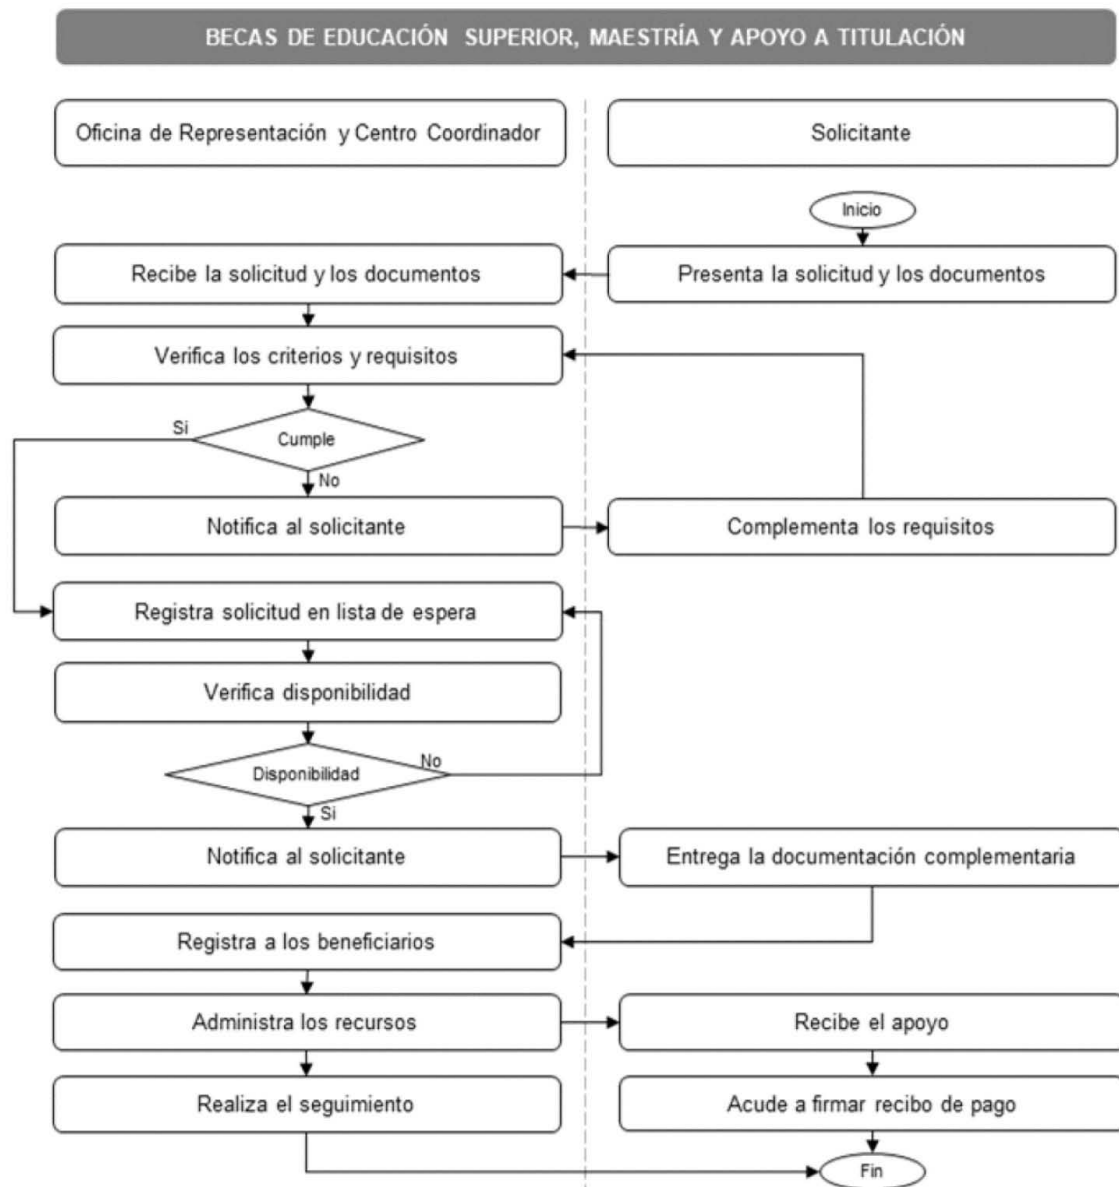 BECAS DE EDUCACIÓN SUPERIOR, MAESTRÍA Y APOYO A TITULACIÓN
Oficina de Representación y Centro Coordinador
Solicitante
Inicio
Recibe la solicitud y los documentos
Presenta la solicitud y los documentos
Verifica los criterios y requisitos
Si
Cumple
No
Notifica al solicitante
Complementa los requisitos
Registra solicitud en lista de espera
Verifica disponibilidad
Disponibilidad
No
Si
Notifica al solicitante
Entrega la documentación complementaria
Registra a los beneficiarios
Administra los recursos
Recibe el apoyo
Realiza el seguimiento
Acude a firmar recibo de pago
Fin